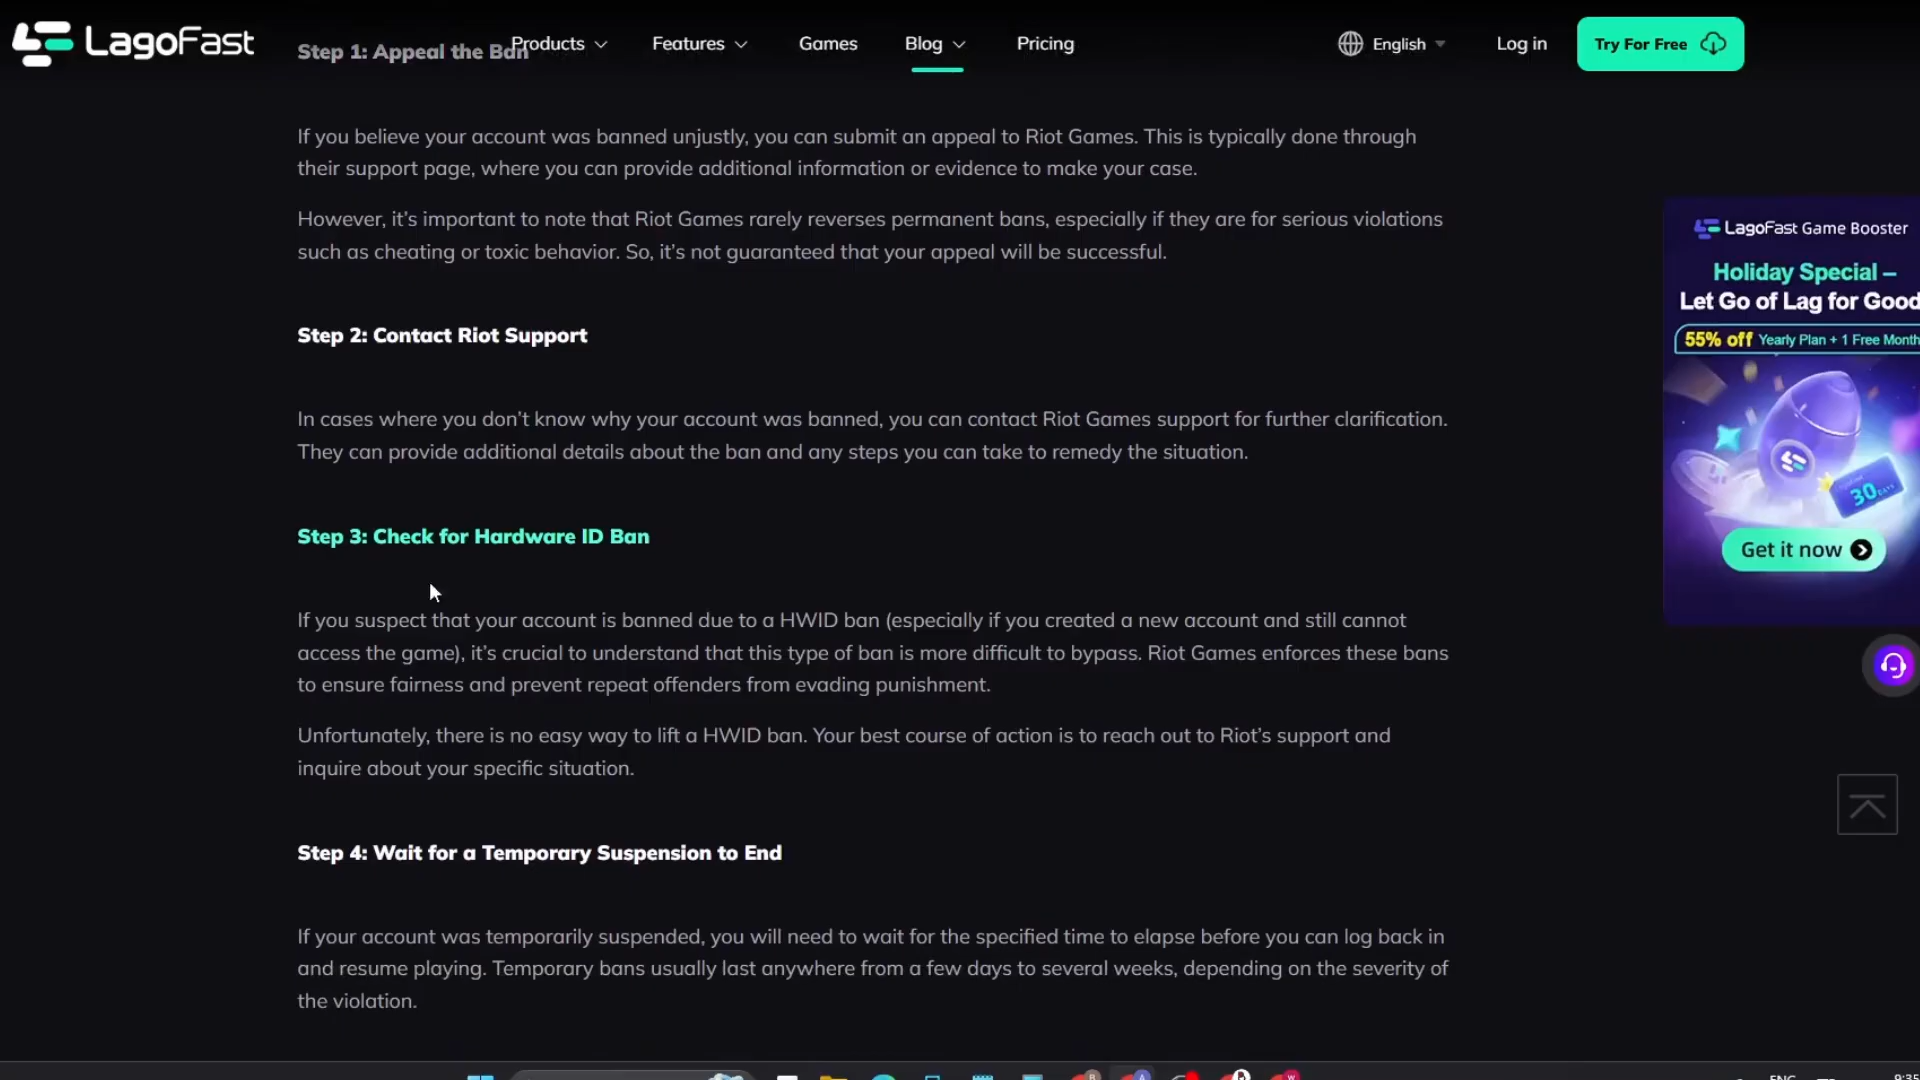 LagoFast
Products
Features
Games
Blog
Pricing
English
Log in
Try For Free
Step 1: Appeal the Ban
If you believe your account was banned unjustly, you can submit an appeal to Riot Games. This is typically done through
their support page, where you can provide additional information or evidence to make your case.
However, it's important to note that Riot Games rarely reverses permanent bans, especially if they are for serious violations
such as cheating or toxic behavior. So, it's not guaranteed that your appeal will be successful.
Step 2: Contact Riot Support
In cases where you don't know why your account was banned, you can contact Riot Games support for further clarification.
They can provide additional details about the ban and any steps you can take to remedy the situation.
Step 3: Check for Hardware ID Ban
If you suspect that your account is banned due to a HWID ban (especially if you created a new account and still cannot
access the game), it's crucial to understand that this type of ban is more difficult to bypass. Riot Games enforces these bans
to ensure fairness and prevent repeat offenders from evading punishment.
Unfortunately, there is no easy way to lift a HWID ban. Your best course of action is to reach out to Riot's support and
inquire about your specific situation.
Step 4: Wait for a Temporary Suspension to End
If your account was temporarily suspended, you will need to wait for the specified time to elapse before you can log back in
and resume playing. Temporary bans usually last anywhere from a few days to several weeks, depending on the severity of
the violation.
LagoFast Game Booster
Holiday Special –
Let Go of Lag for Good
55% off Yearly Plan + 1 Free Month
30 DAYS
Get it now
ENG
9:35